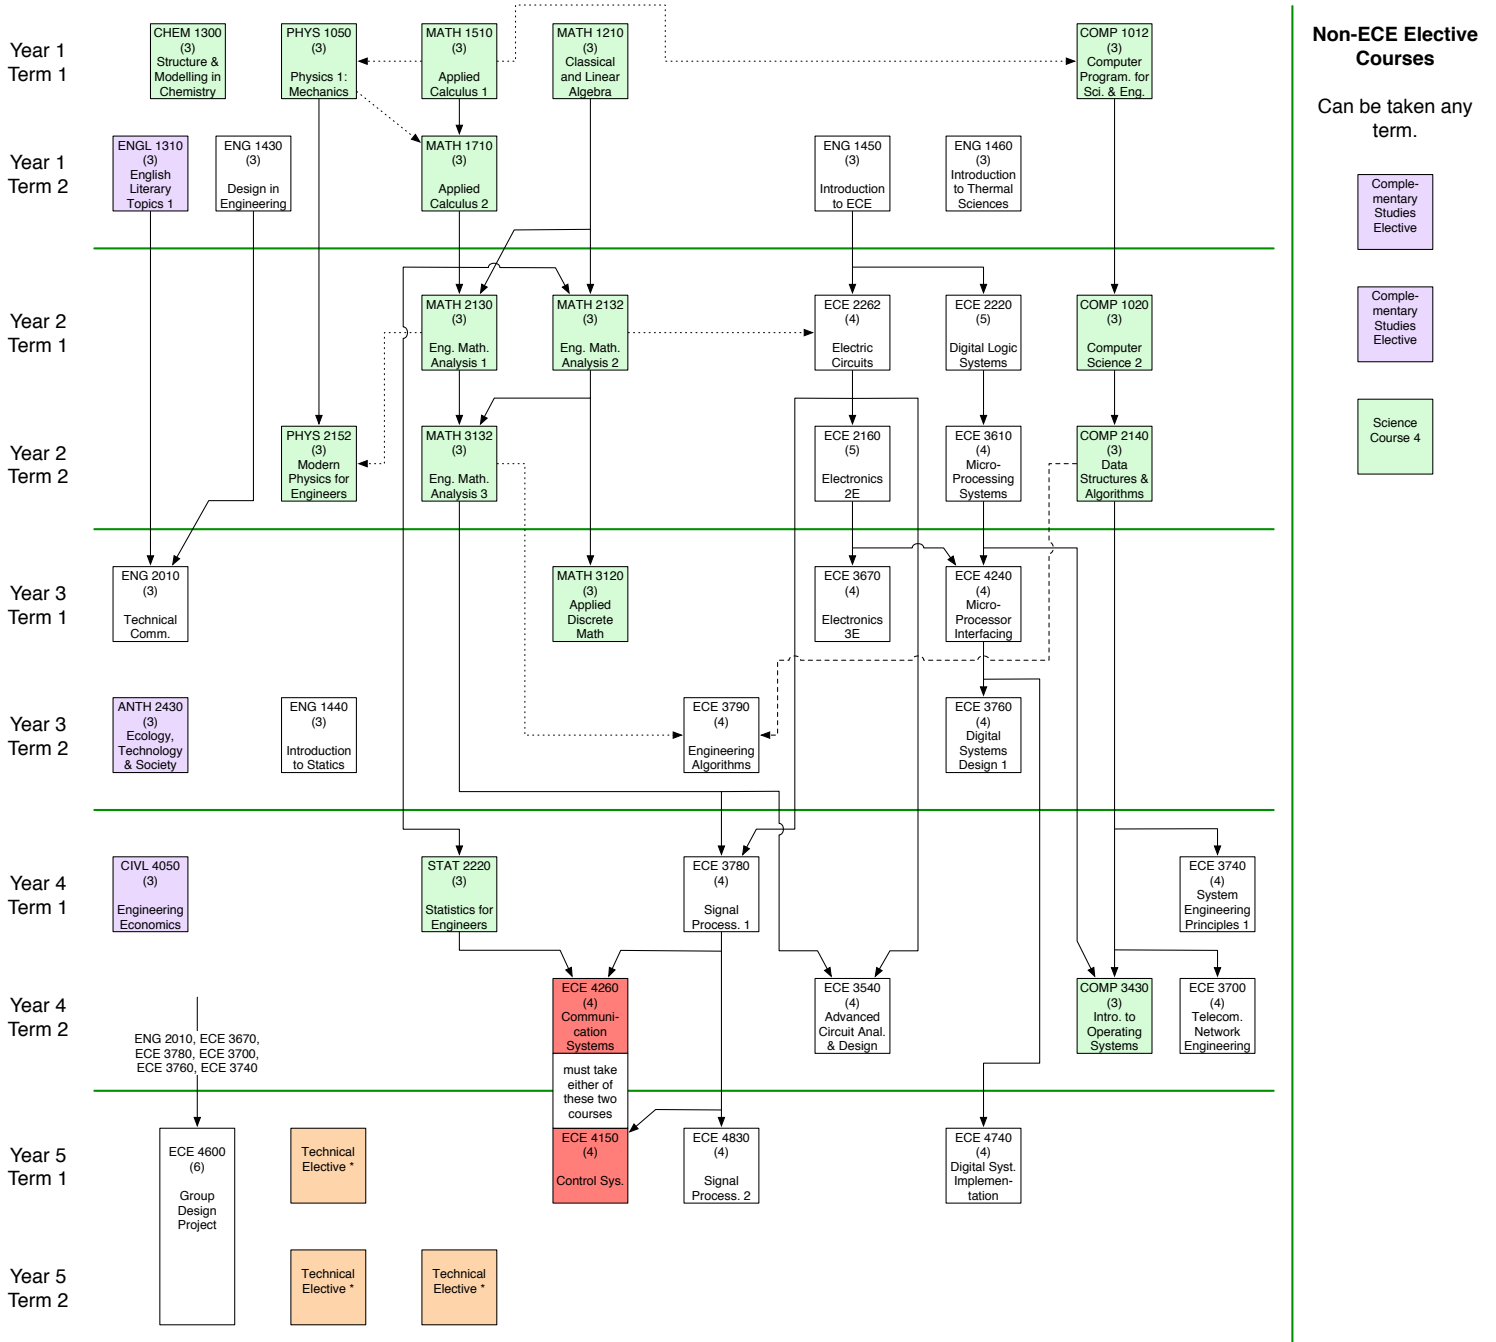 Year 1
Term 1
CHEM 1300
(3)
Structure &
Modelling in
Chemistry
PHYS 1050
(3)
Physics 1:
Mechanics
MATH 1510
(3)
Applied
Calculus 1
MATH 1210
(3)
Classical
and Linear
Algebra
COMP 1012
(3)
Computer
Program. for
Sci. & Eng.
Non-ECE Elective
Courses
Can be taken any
term.
Year 1
Term 2
ENGL 1310
(3)
English
Literary
Topics 1
ENG 1430
(3)
Design in
Engineering
MATH 1710
(3)
Applied
Calculus 2
ENG 1450
(3)
Introduction
to ECE
ENG 1460
(3)
Introduction
to Thermal
Sciences
Comple-
mentary
Studies
Elective
Year 2
Term 1
MATH 2130
(3)
Eng. Math.
Analysis 1
MATH 2132
(3)
Eng. Math.
Analysis 2
ECE 2262
(4)
Electric
Circuits
ECE 2220
(5)
Digital Logic
Systems
COMP 1020
(3)
Computer
Science 2
Comple-
mentary
Studies
Elective
Year 2
Term 2
PHYS 2152
(3)
Modern
Physics for
Engineers
MATH 3132
(3)
Eng. Math.
Analysis 3
ECE 2160
(5)
Electronics
2E
ECE 3610
(4)
Micro-
Processing
Systems
COMP 2140
(3)
Data
Structures &
Algorithms
Science
Course 4
Year 3
Term 1
ENG 2010
(3)
Technical
Comm.
MATH 3120
(3)
Applied
Discrete
Math
ECE 3670
(4)
Electronics
3E
ECE 4240
(4)
Micro-
Processor
Interfacing
Year 3
Term 2
ANTH 2430
(3)
Ecology,
Technology
& Society
ENG 1440
(3)
Introduction
to Statics
ECE 3790
(4)
Engineering
Algorithms
ECE 3760
(4)
Digital
Systems
Design 1
Year 4
Term 1
CIVL 4050
(3)
Engineering
Economics
STAT 2220
(3)
Statistics for
Engineers
ECE 3780
(4)
Signal
Process. 1
ECE 3740
(4)
System
Engineering
Principles 1
Year 4
Term 2
ENG 2010, ECE 3670,
ECE 3780, ECE 3700,
ECE 3760, ECE 3740
ECE 4260
(4)
Communi-
cation
Systems
must take
either of
these two
courses
ECE 3540
(4)
Advanced
Circuit Anal.
& Design
COMP 3430
(3)
Intro. to
Operating
Systems
ECE 3700
(4)
Telecom.
Network
Engineering
Year 5
Term 1
ECE 4600
(6)
Group
Design
Project
Technical
Elective *
ECE 4150
(4)
Control Sys.
ECE 4830
(4)
Signal
Process. 2
ECE 4740
(4)
Digital Syst.
Implemen-
tation
Year 5
Term 2
Technical
Elective *
Technical
Elective *